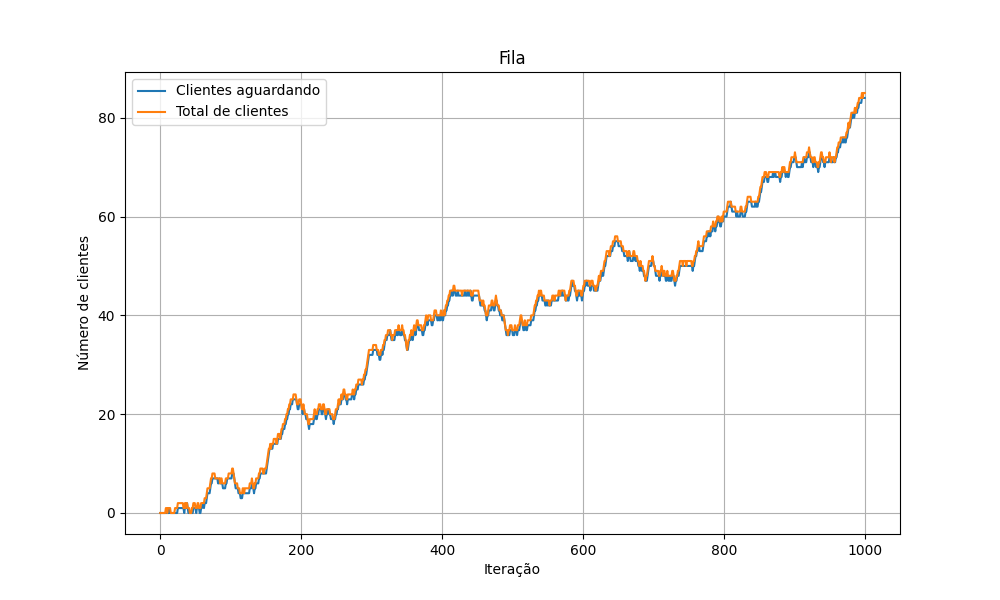 Fila
Clientes aguardando
Total de clientes
Número de clientes
80
60
40
20
0
0 200 400 600 800 1000
Iteração